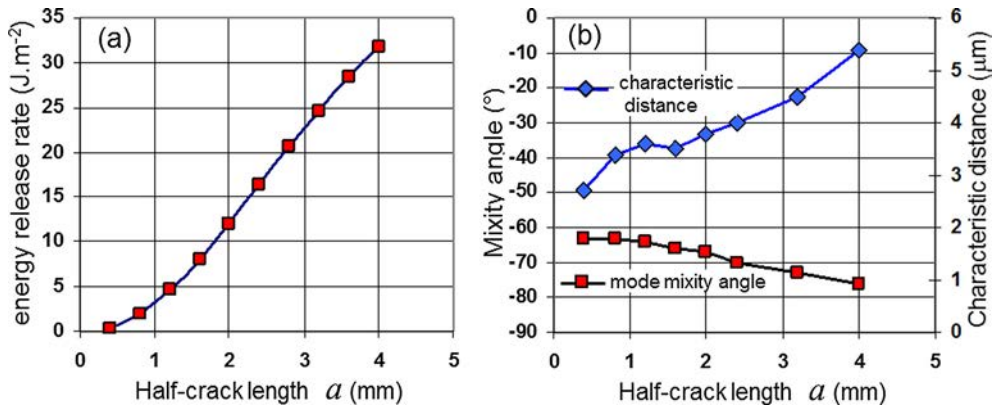 (a)
energy release rate (J.m-2)
35
30
25
20
15
10
5
0
0 1 2 3 4 5
Half-crack length a (mm)
(b)
Mixity angle (°)
0
-10
-20
-30
-40
-50
-60
-70
-80
-90
characteristic
distance
mode mixity angle
6
5
4
3
2
1
0
Characteristic distance (μm)
0 1 2 3 4 5
Half-crack length a (mm)